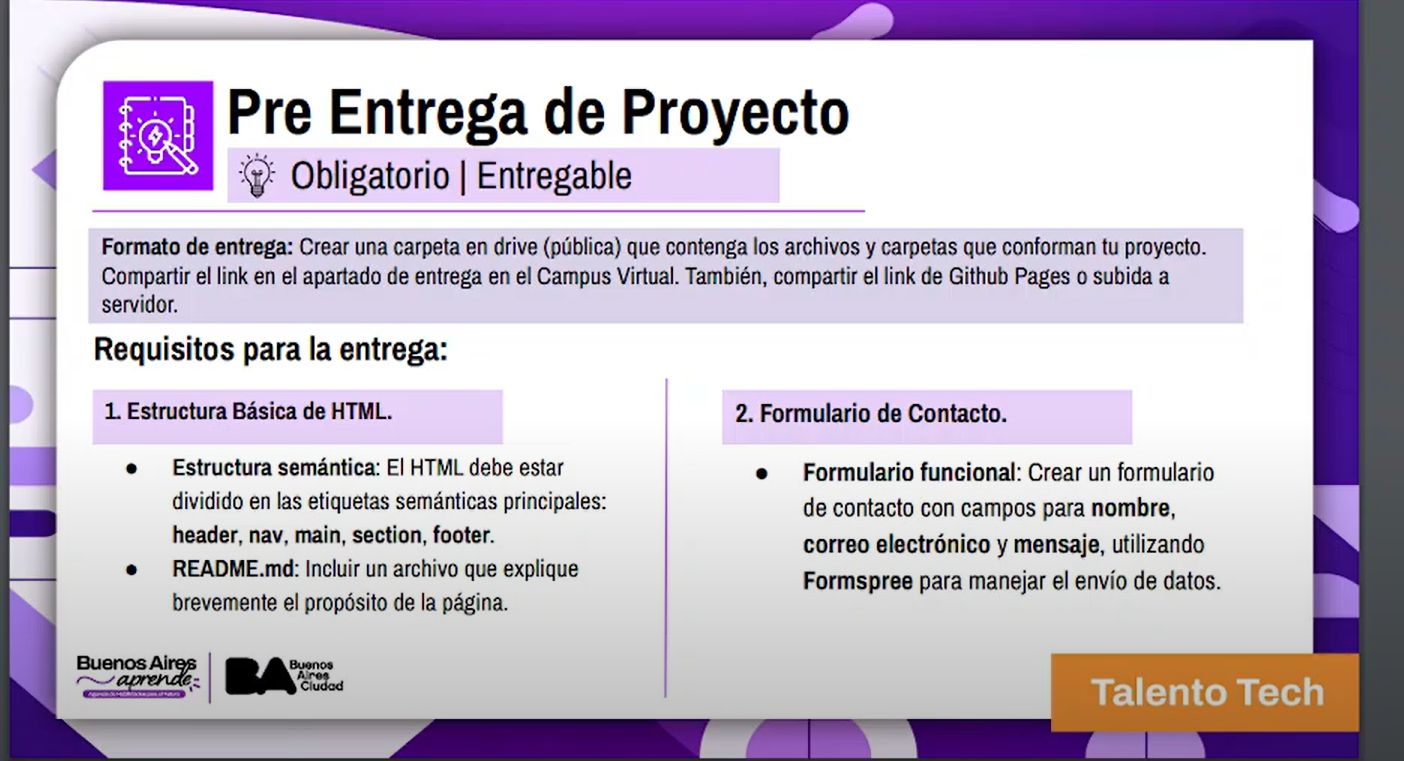 Pre Entrega de Proyecto
Obligatorio | Entregable
Formato de entrega: Crear una carpeta en drive (pública) que contenga los archivos y carpetas que conforman tu proyecto.
Compartir el link en el apartado de entrega en el Campus Virtual. También, compartir el link de Github Pages o subida a
servidor.
Requisitos para la entrega:
1. Estructura Básica de HTML.
● Estructura semántica: El HTML debe estar
dividido en las etiquetas semánticas principales:
header, nav, main, section, footer.
● README.md: Incluir un archivo que explique
brevemente el propósito de la página.
2. Formulario de Contacto.
● Formulario funcional: Crear un formulario
de contacto con campos para nombre,
correo electrónico y mensaje, utilizando
Formspree para manejar el envío de datos.
Buenos Aires
aprende
Agencia de Habilidades para el Futuro
BA
Buenos
Aires
Ciudad
Talento Tech